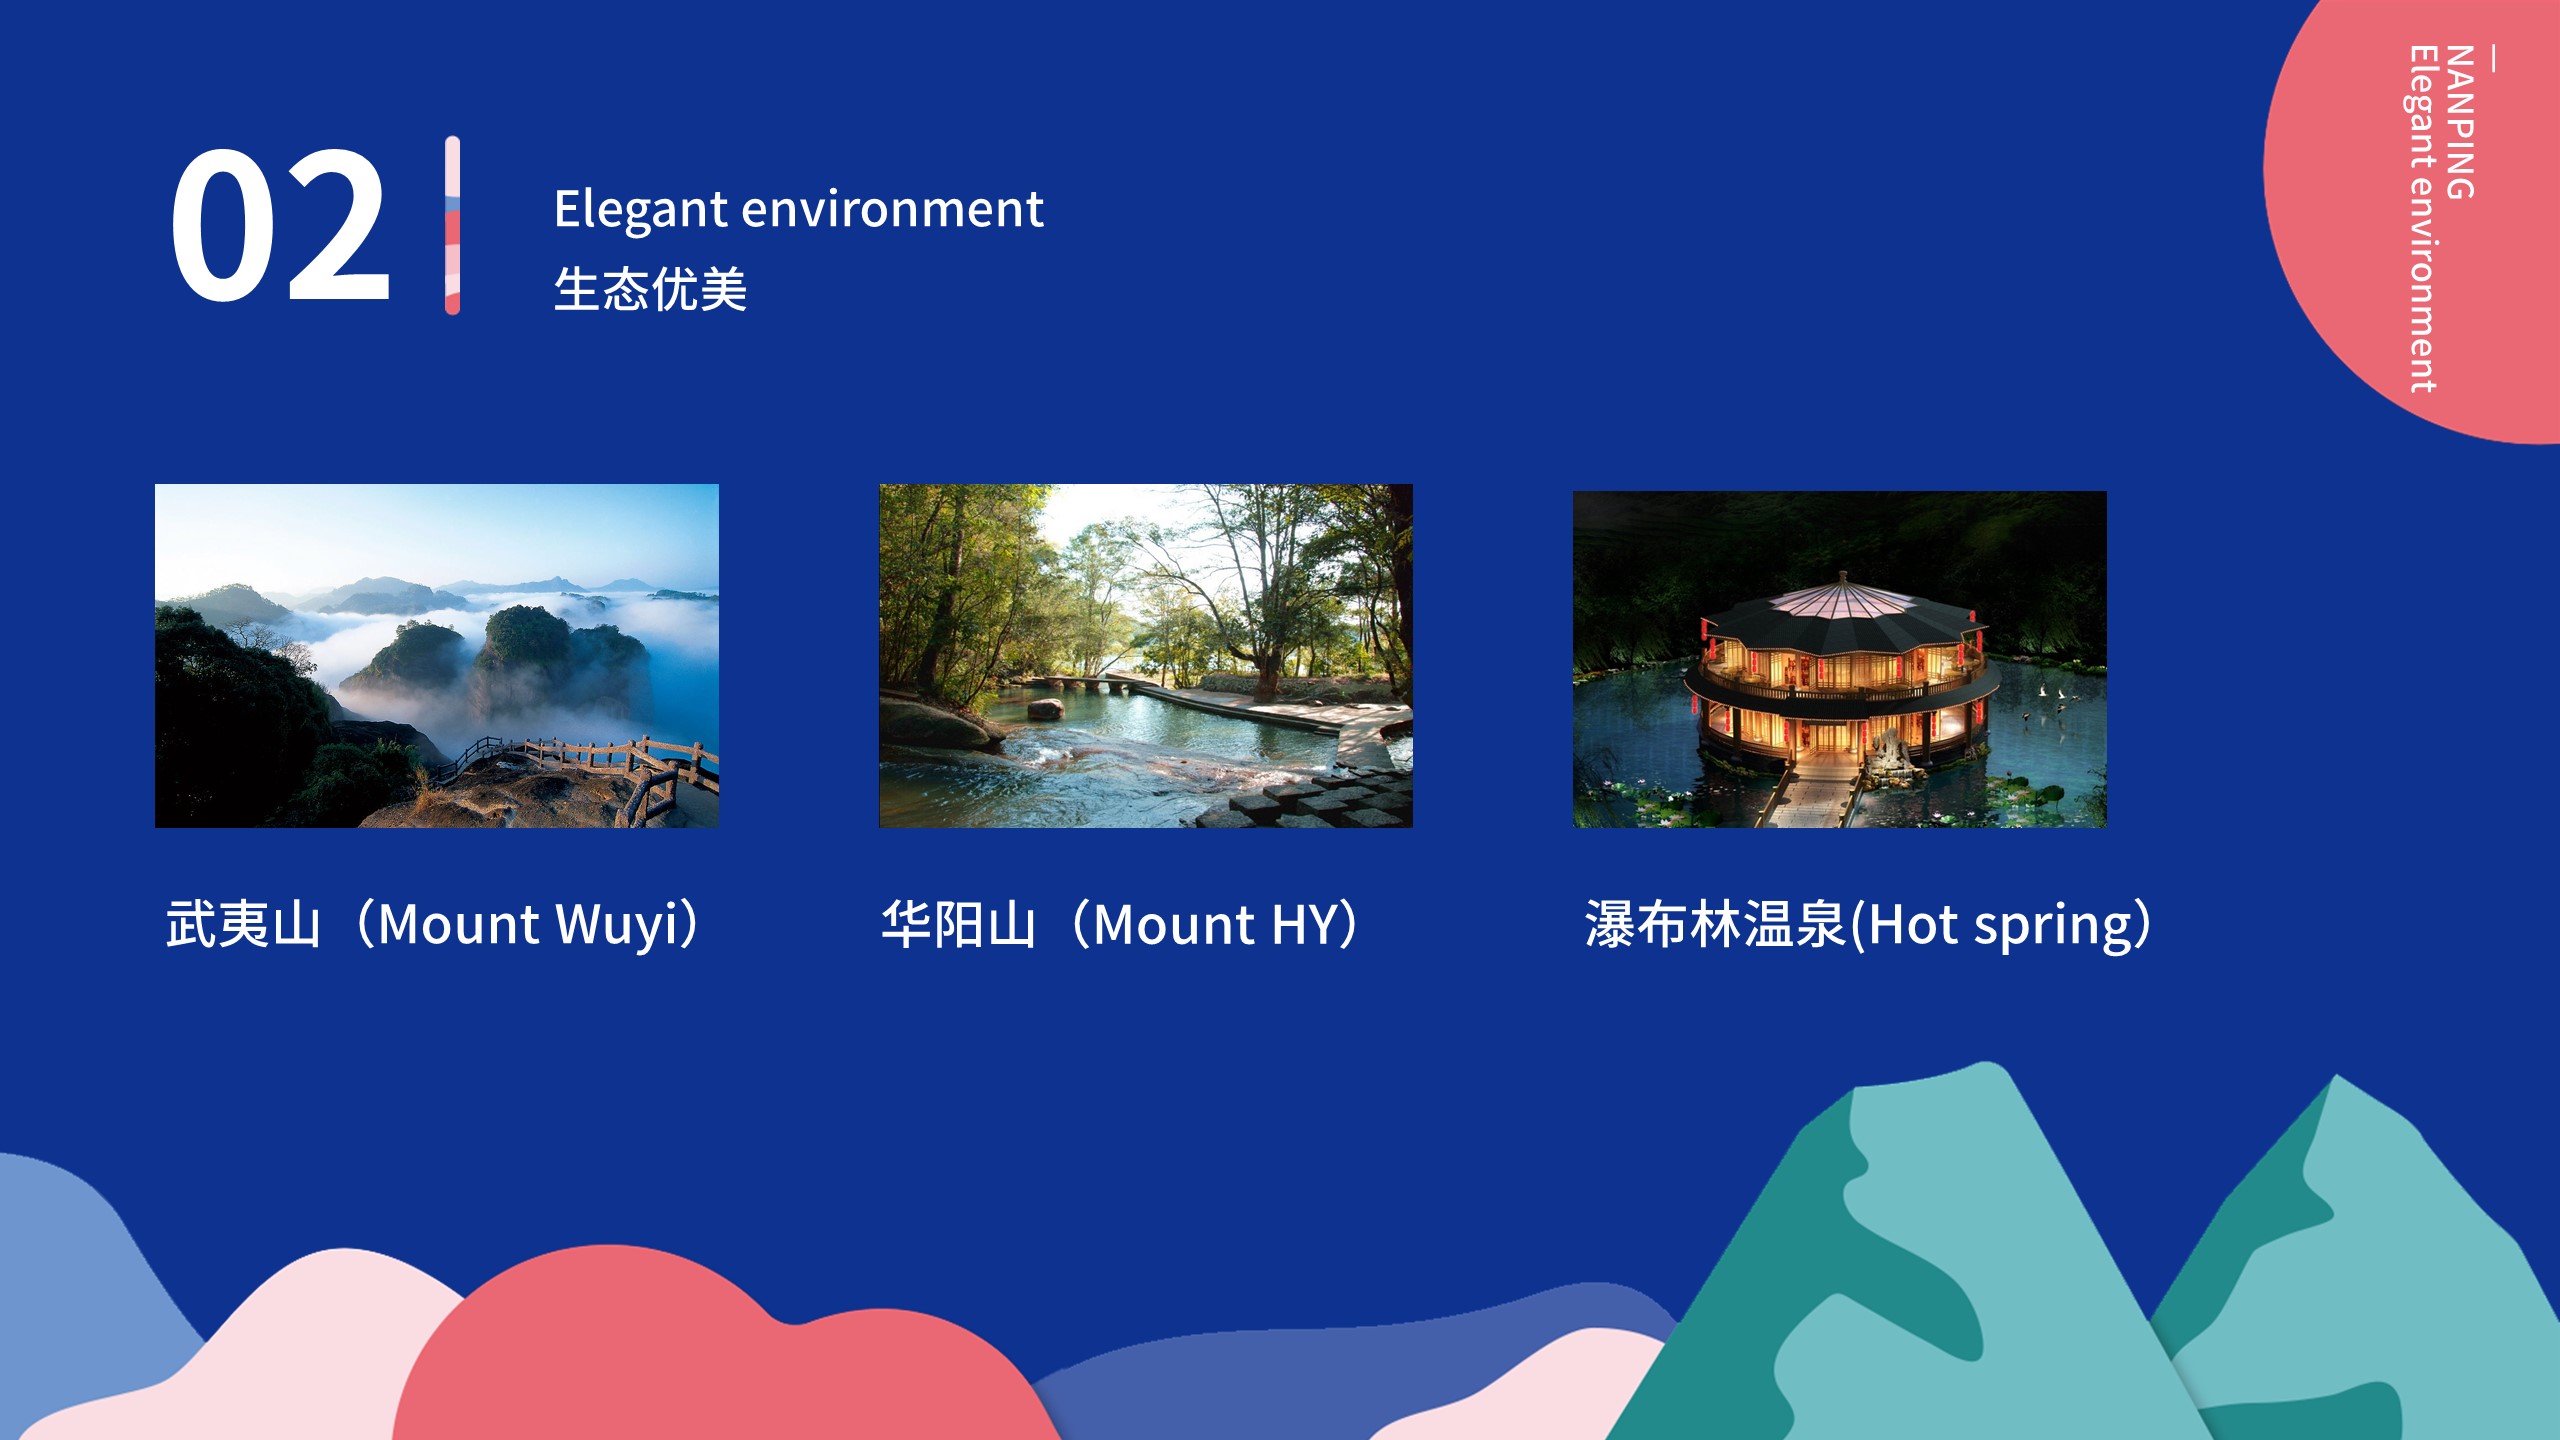 02
Elegant environment
生态优美
NANPING
Elegant environment
武夷山（Mount Wuyi）
华阳山（Mount HY）
瀑布林温泉(Hot spring）